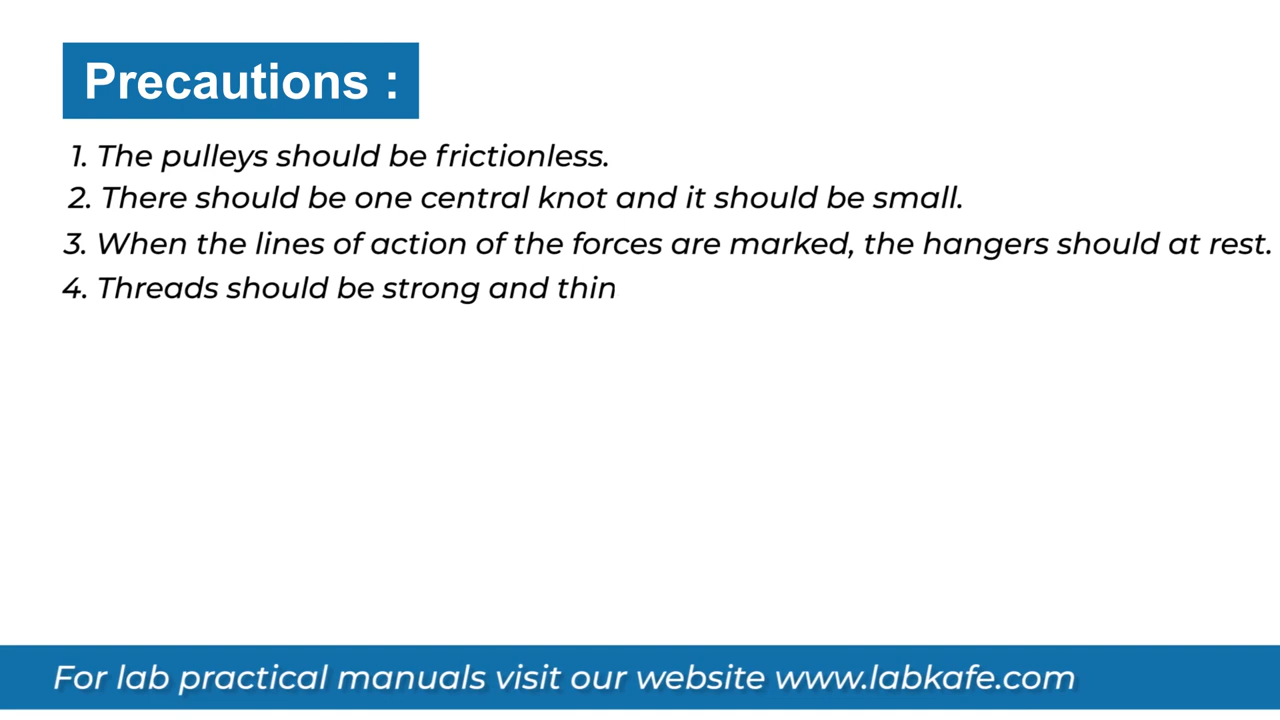 Precautions :
1. The pulleys should be frictionless.
2. There should be one central knot and it should be small.
3. When the lines of action of the forces are marked, the hangers should at rest.
4. Threads should be strong and thin
For lab practical manuals visit our website www.labkafe.com